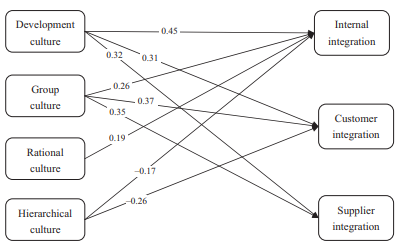 Development
culture
Internal
integration
0.45
0.32
0.31
Group
culture
0.26
0.37
0.35
Customer
integration
Rational
culture
0.19
Hierarchical
culture
–0.17
–0.26
Supplier
integration